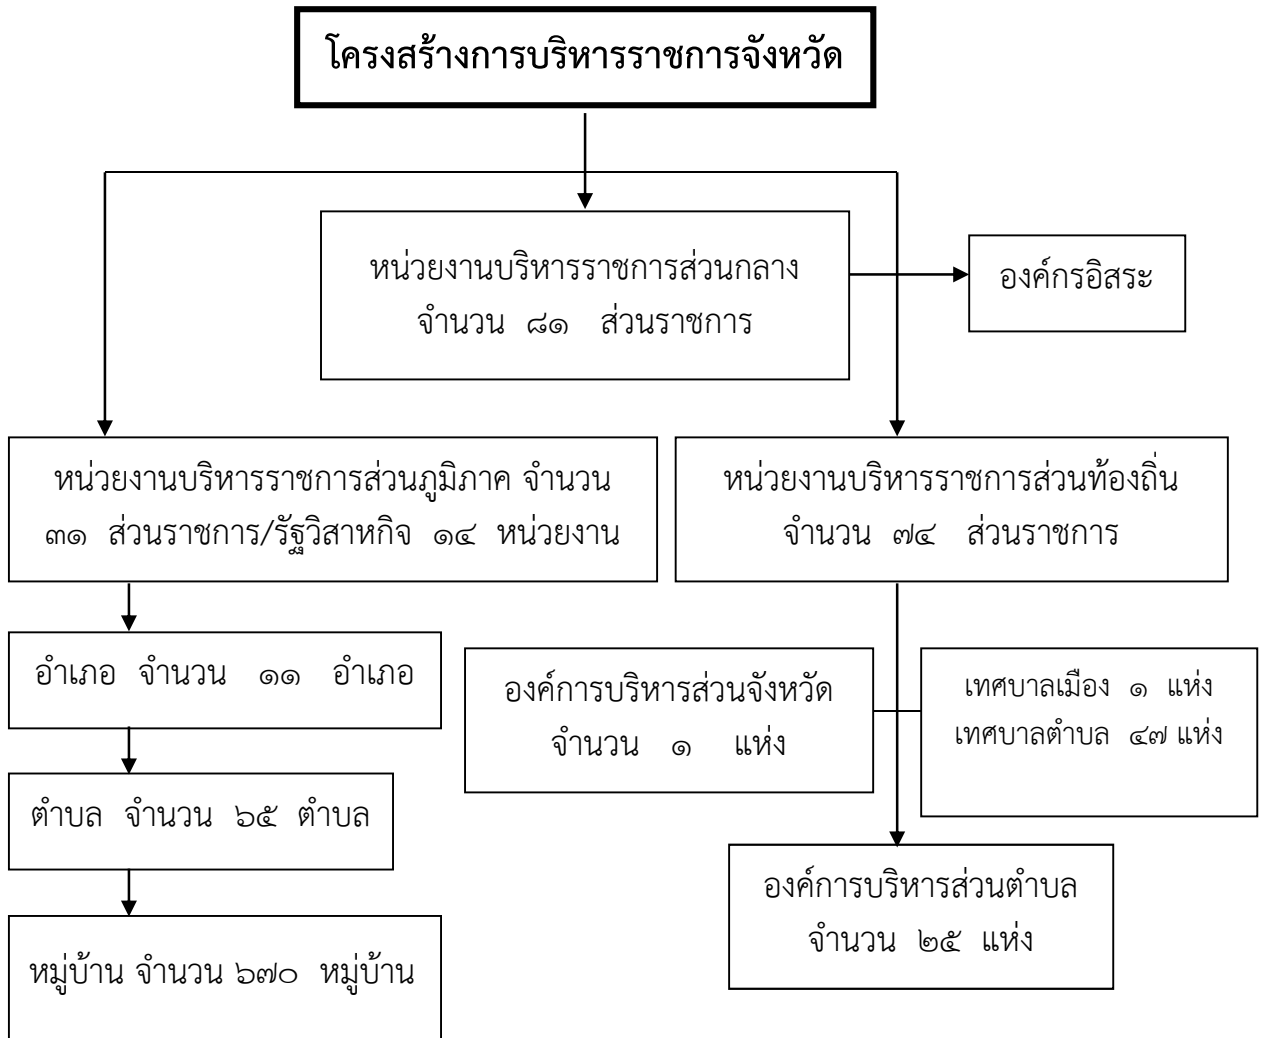 โครงสร้างการบริหารราชการจังหวัด
หน่วยงานบริหารราชการส่วนกลาง
จำนวน ๘๑ ส่วนราชการ
องค์กรอิสระ
หน่วยงานบริหารราชการส่วนภูมิภาค จำนวน
๓๑ ส่วนราชการ/รัฐวิสาหกิจ ๑๔ หน่วยงาน
หน่วยงานบริหารราชการส่วนท้องถิ่น
จำนวน ๗๔ ส่วนราชการ
อำเภอ จำนวน ๑๑ อำเภอ
ตำบล จำนวน ๖๕ ตำบล
หมู่บ้าน จำนวน ๖๗๐ หมู่บ้าน
องค์การบริหารส่วนจังหวัด
จำนวน ๑ แห่ง
เทศบาลเมือง ๑ แห่ง
เทศบาลตำบล ๔๗ แห่ง
องค์การบริหารส่วนตำบล
จำนวน ๒๕ แห่ง